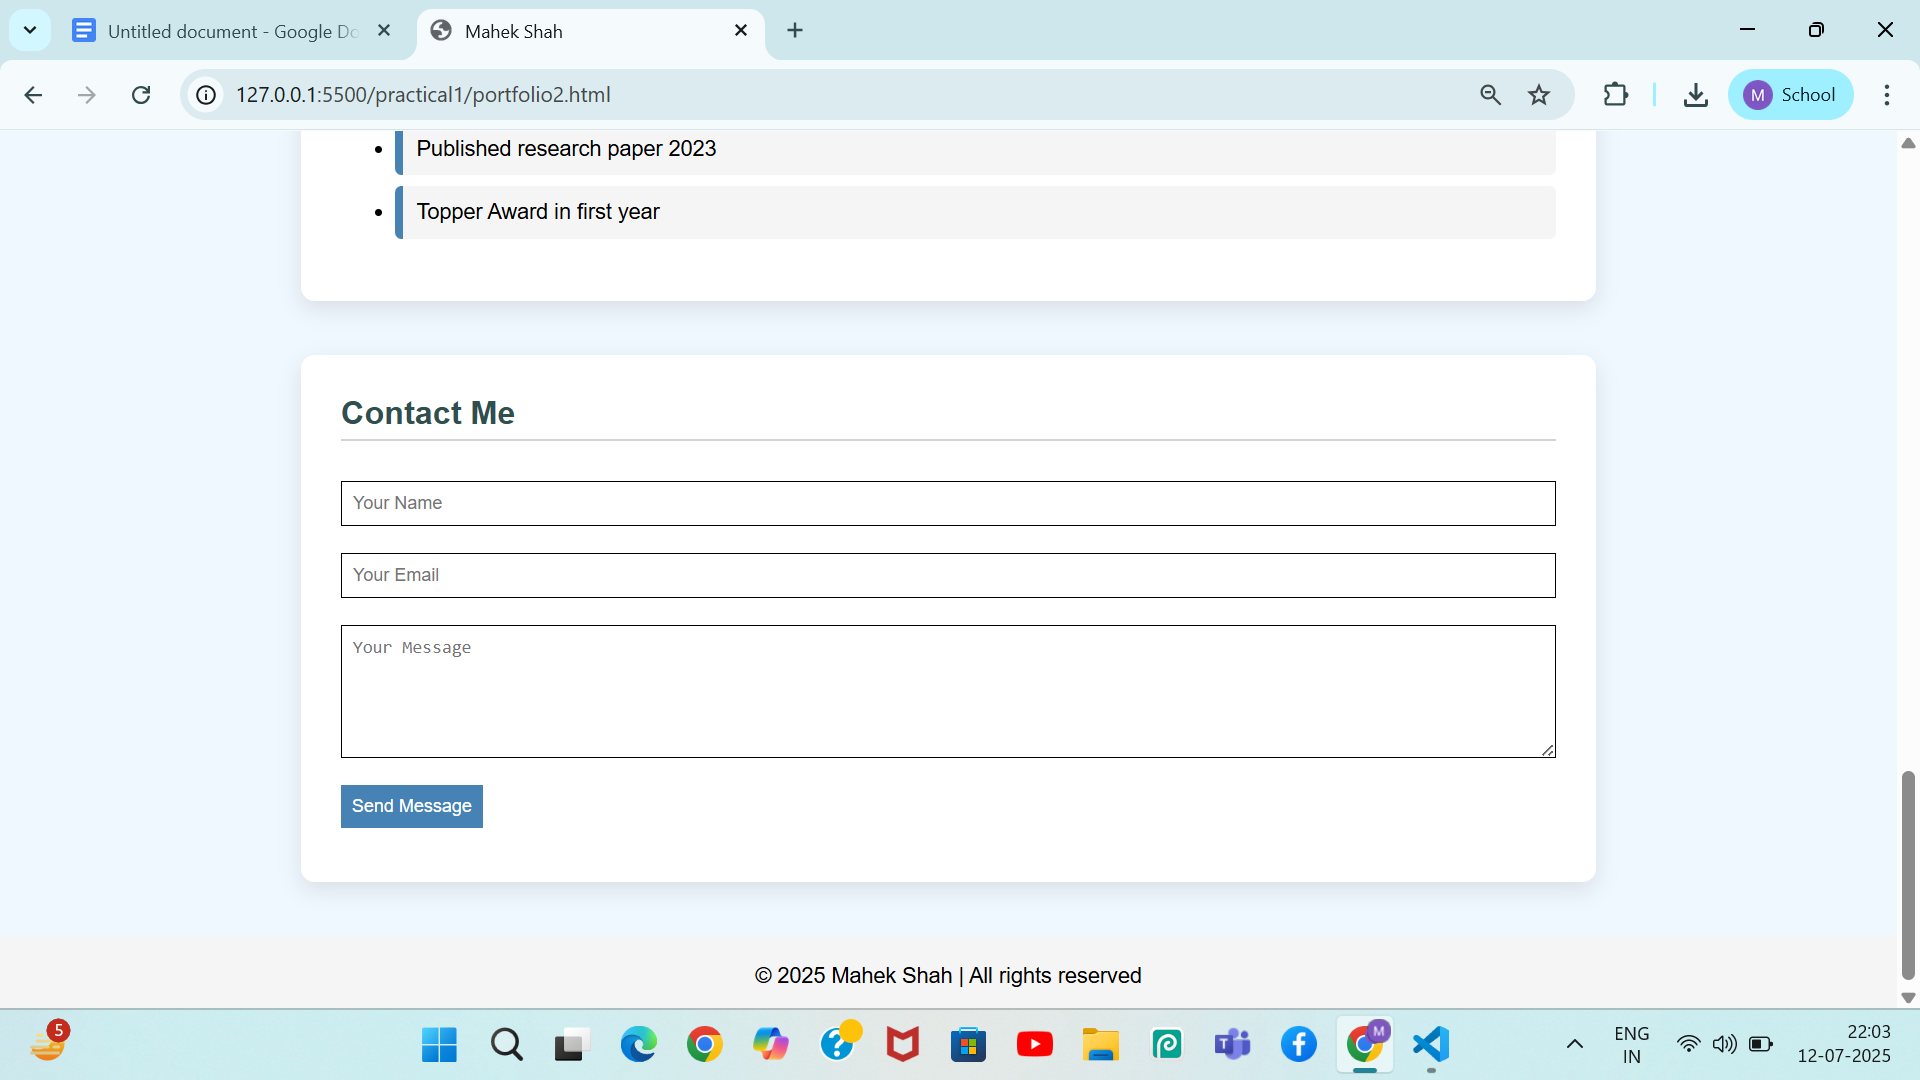 Untitled document - Google Do
Mahek Shah
127.0.0.1:5500/practical1/portfolio2.html
M
School
Published research paper 2023
Topper Award in first year
Contact Me
Your Name
Your Email
Your Message
Send Message
© 2025 Mahek Shah | All rights reserved
5
M
ENG
IN
22:03
12-07-2025